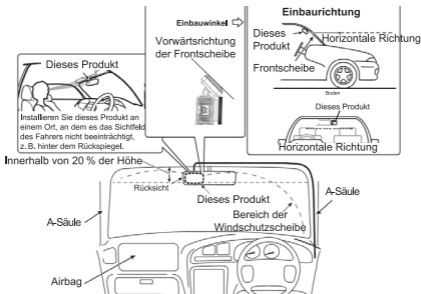 Einbaurichtung
Einbauwinkel
Vorwärtsrichtung
der Frontscheibe
Dieses
Produkt
Horizontale Richtung
Frontscheibe
Boden
Dieses Produkt
Horizontale Richtung
Dieses Produkt
Installieren Sie dieses Produkt an
einem Ort, an dem es das Sichtfeld
des Fahrers nicht beeinträchtigt,
z. B. hinter dem Rückspiegel.
Innerhalb von 20 % der Höhe
Rücksicht
Dieses Produkt
A-Säule
A-Säule
Bereich der
Windschutzscheibe
Airbag